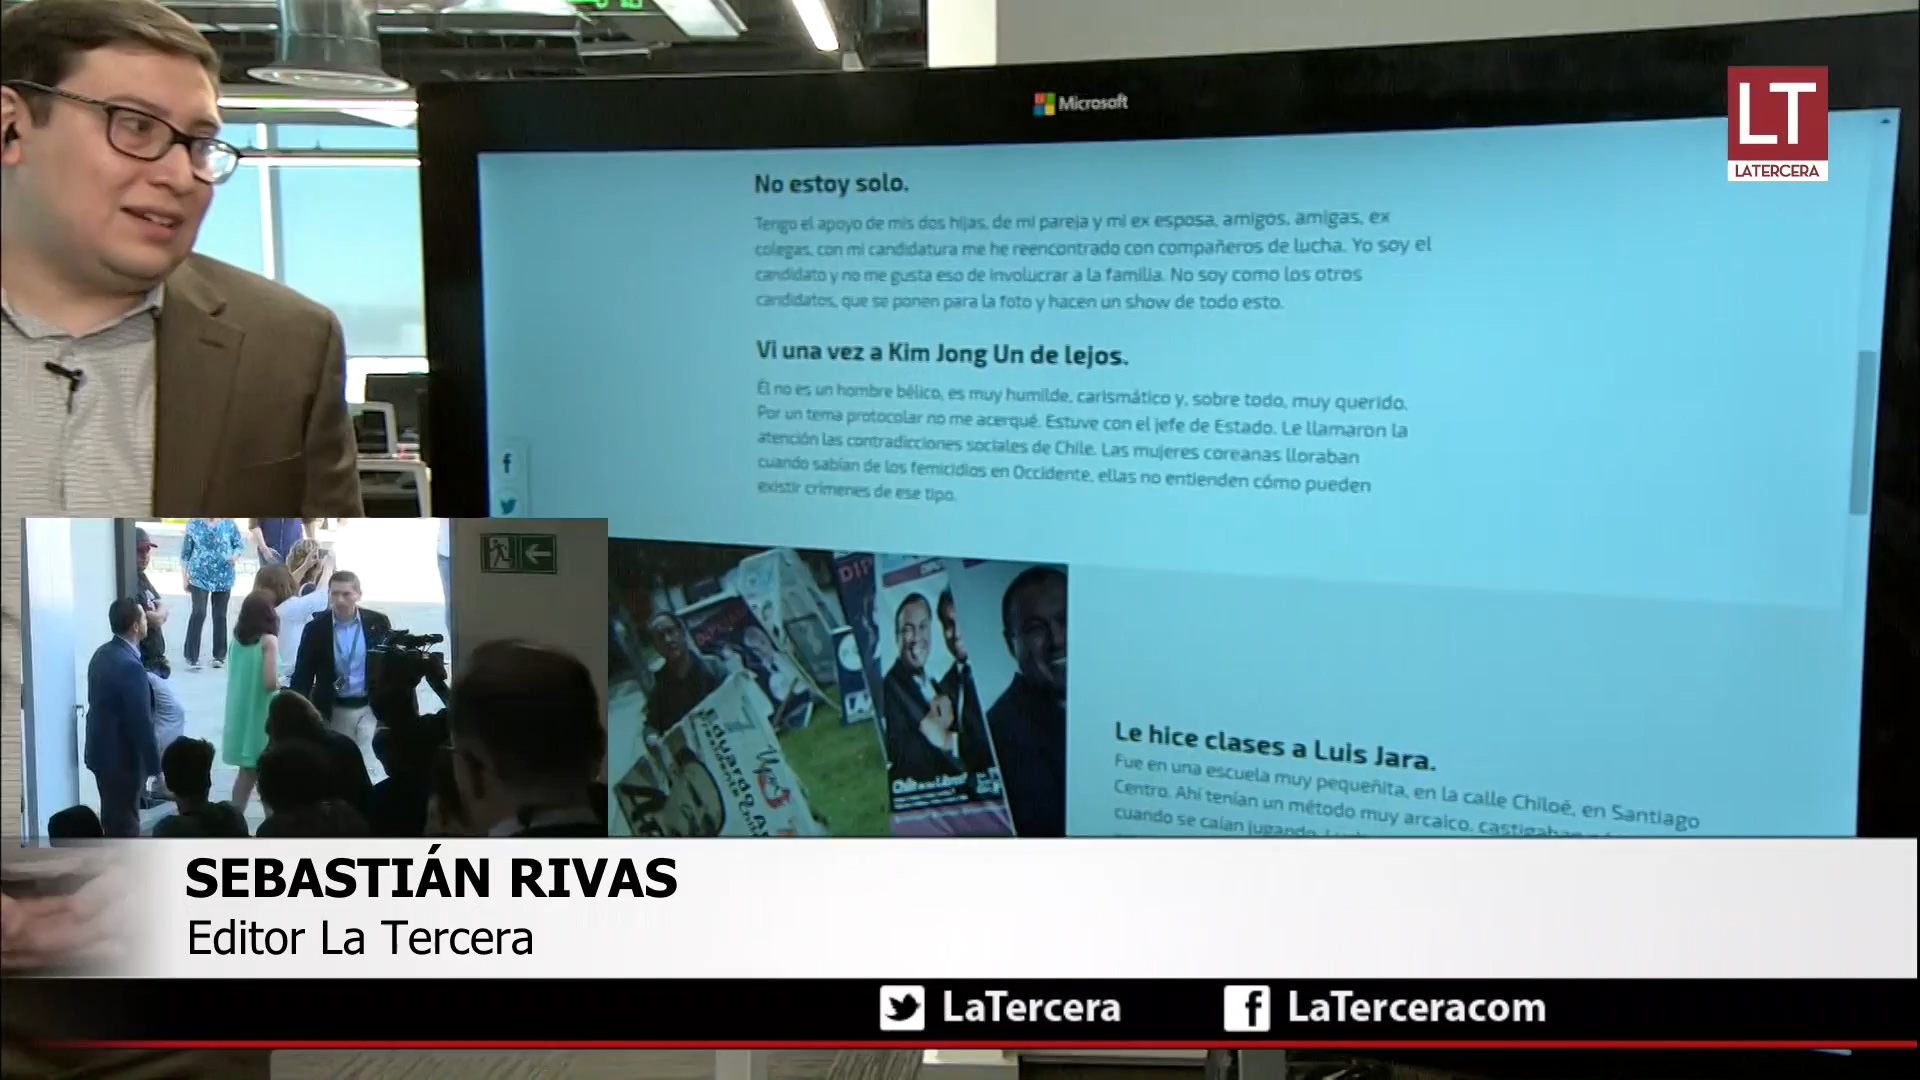 Microsoft
LT
LATERCERA
No estoy solo.
Tengo el apoyo de mis dos hijas, de mi pareja y mi ex esposa, amigos, amigas, ex
colegas, con mi candidatura me he reencontrado con compañeros de lucha. Yo soy el
candidato y no me gusta eso de involucrar a la familia. No soy como los otros
candidatos, que se ponen para la foto y hacen un show de todo esto.
Vi una vez a Kim Jong Un de lejos.
Él no es un hombre bélico, es muy humilde, carismático y, sobre todo, muy querido.
Por un tema protocolar no me acerqué. Estuve con el jefe de Estado. Le llamaron la
atención las contradicciones sociales de Chile. Las mujeres coreanas lloraban
cuando sabían de los femicidios en Occidente, ellas no entienden cómo pueden
existir crímenes de ese tipo.
DIP
Eduardo
Presidente
Le hice clases a Luis Jara.
Fue en una escuela muy pequeñita, en la calle Chiloé, en Santiago
Centro. Ahí tenían un método muy arcaico, castigaban
cuando se caían jugando.
SEBASTIÁN RIVAS
Editor La Tercera
LaTercera
LaTerceracom